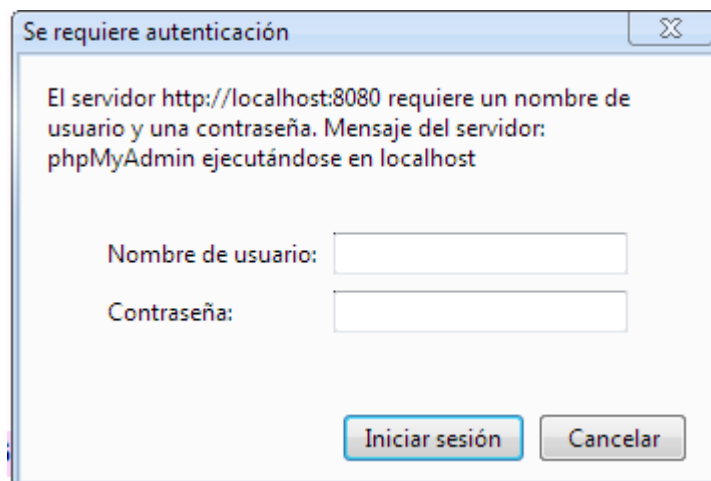 Se requiere autenticación
El servidor http://localhost:8080 requiere un nombre de
usuario y una contraseña. Mensaje del servidor:
phpMyAdmin ejecutándose en localhost
Nombre de usuario:
Contraseña:
Iniciar sesión Cancelar